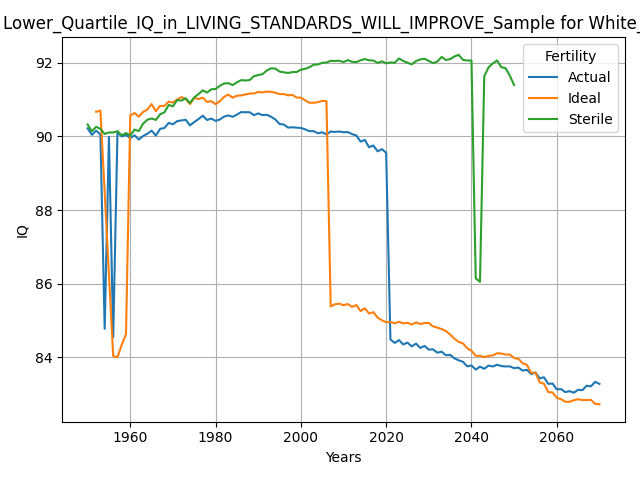 Lower_Quartile_IQ_in_LIVING_STANDARDS_WILL_IMPROVE_Sample for White_
Fertility
Actual
Ideal
Sterile
IQ
92
90
88
86
84
1960
1980
2000
2020
2040
2060
Years